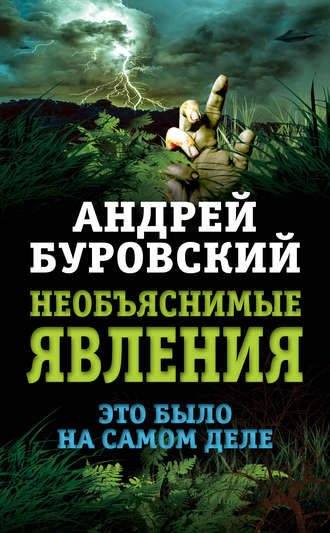 АНДРЕЙ
БУРОВСКИЙ
НЕОБЪЯСНИМЫЕ
ЯВЛЕНИЯ
ЭТО БЫЛО
НА САМОМ ДЕЛЕ